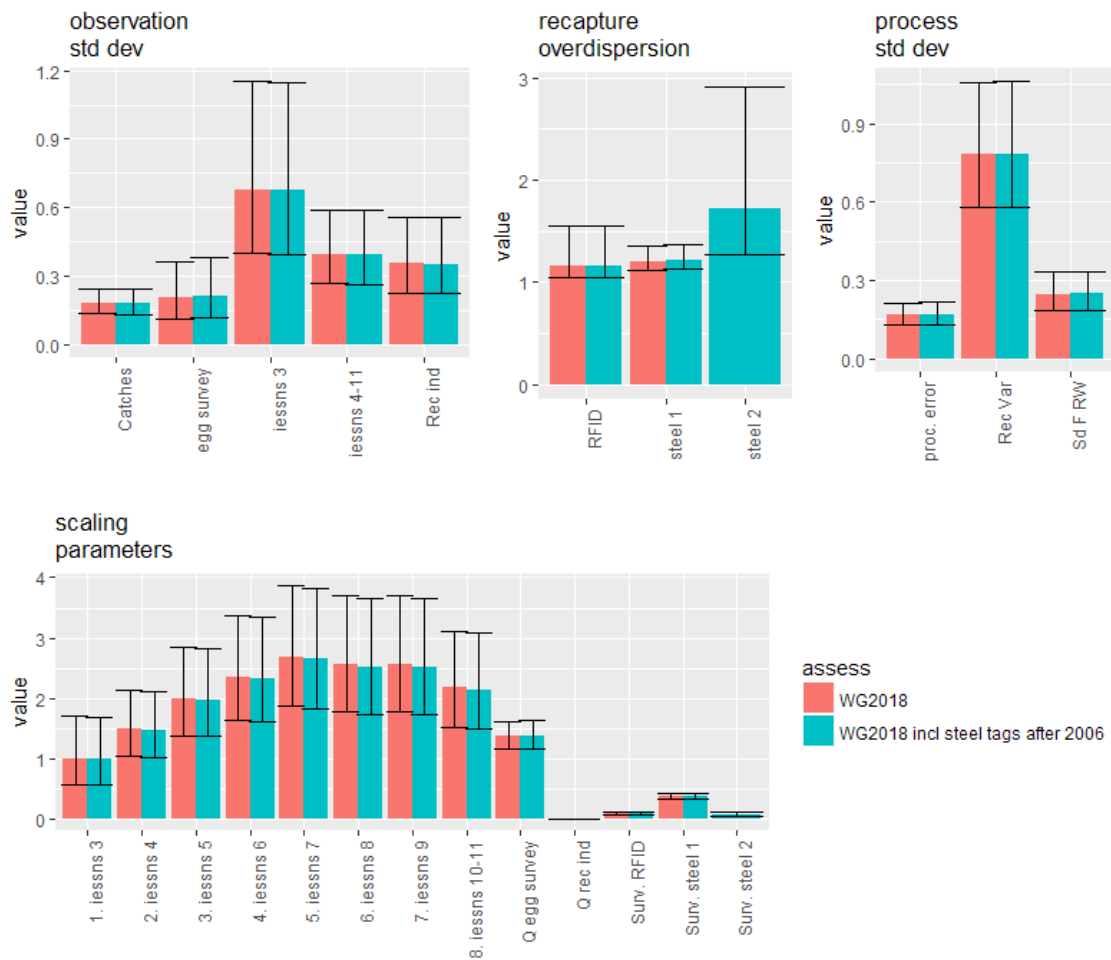 observation
std dev
value
1.2
0.9
0.6
0.3
0.0
Catches
egg survey
iessns 3
iessns 4-11
Rec ind
recapture
overdispersion
value
3
2
1
0
RFID
steel 1
steel 2
process
std dev
value
0.9
0.6
0.3
0.0
proc. error
Rec Var
Sd F RW
scaling
parameters
value
4
3
2
1
0
1. iessns 3
2. iessns 4
3. iessns 5
4. iessns 6
5. iessns 7
6. iessns 8
7. iessns 9
8. iessns 10-11
Q egg survey
Q rec ind
Surv. RFID
Surv. steel 1
Surv. steel 2
assess
WG2018
WG2018 incl steel tags after 2006